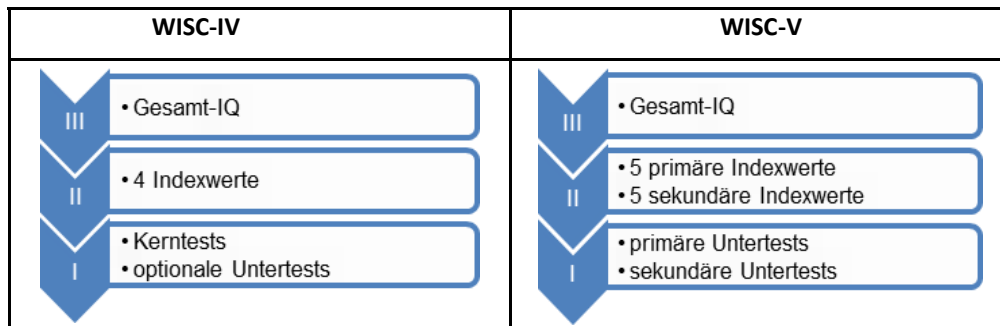 WISC-IV
WISC-V
III
• Gesamt-IQ
II
• 4 Indexwerte
I
• Kerntests
• optionale Untertests
III
• Gesamt-IQ
II
• 5 primäre Indexwerte
• 5 sekundäre Indexwerte
I
• primäre Untertests
• sekundäre Untertests